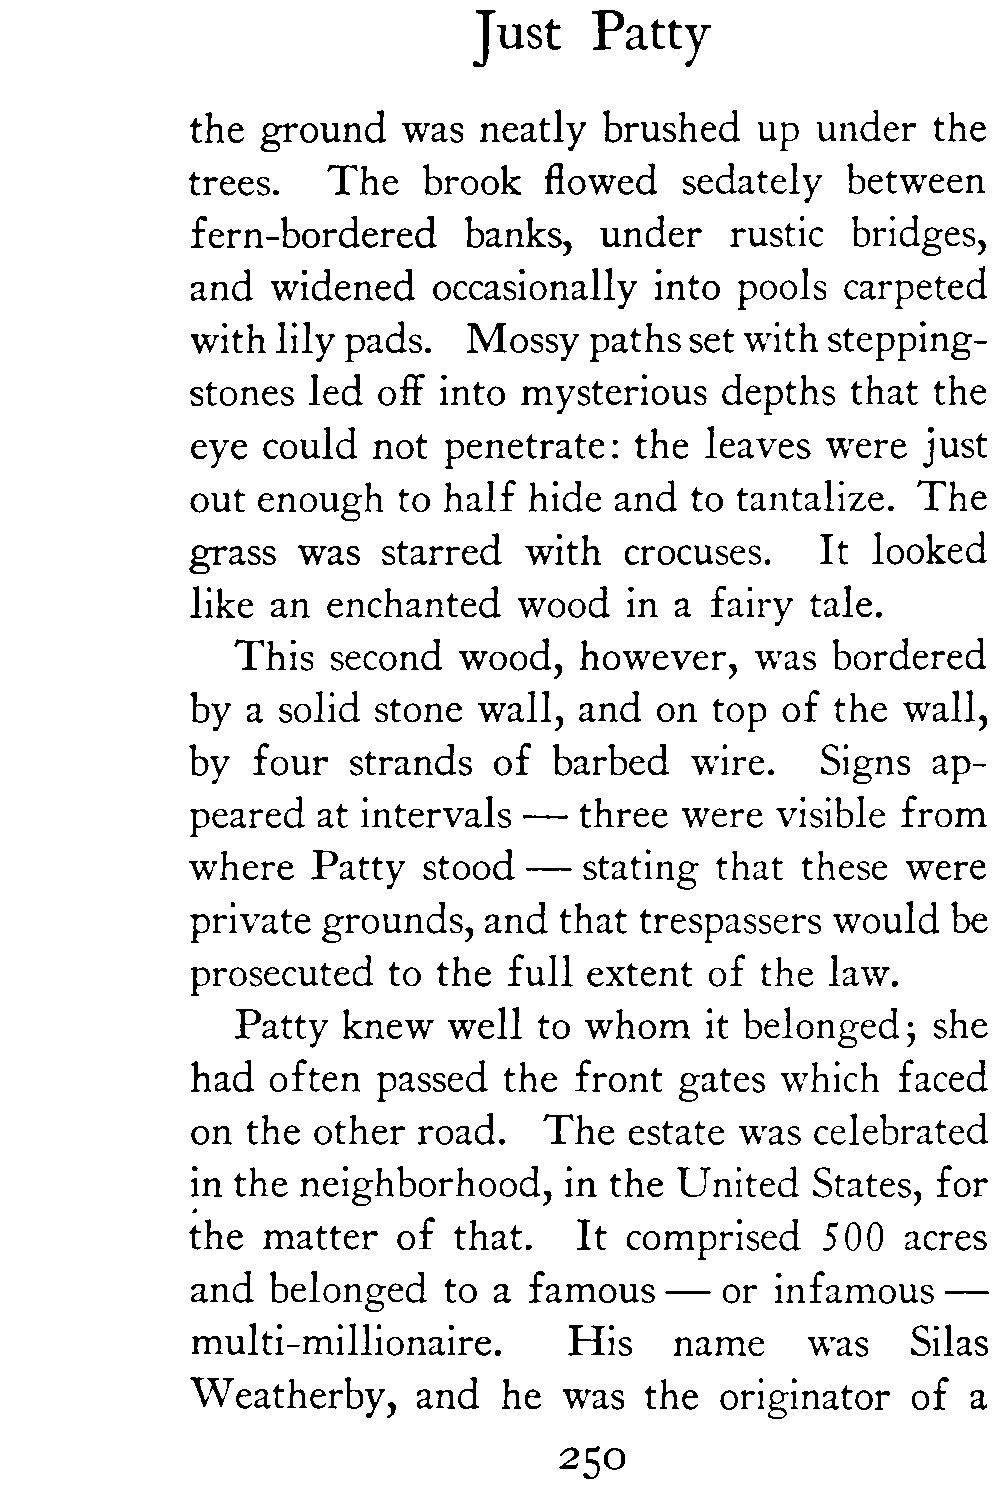 Just Patty
the ground was neatly brushed up under the
trees. The brook flowed sedately between
fern-bordered banks, under rustic bridges,
and widened occasionally into pools carpeted
with lily pads. Mossy paths set with stepping-
stones led off into mysterious depths that the
eye could not penetrate: the leaves were just
out enough to half hide and to tantalize. The
grass was starred with crocuses. It looked
like an enchanted wood in a fairy tale.
This second wood, however, was bordered
by a solid stone wall, and on top of the wall,
by four strands of barbed wire. Signs ap-
peared at intervals — three were visible from
where Patty stood — stating that these were
private grounds, and that trespassers would be
prosecuted to the full extent of the law.
Patty knew well to whom it belonged; she
had often passed the front gates which faced
on the other road. The estate was celebrated
in the neighborhood, in the United States, for
the matter of that. It comprised 500 acres
and belonged to a famous — or infamous —
multi-millionaire. His name was Silas
Weatherby, and he was the originator of a
250